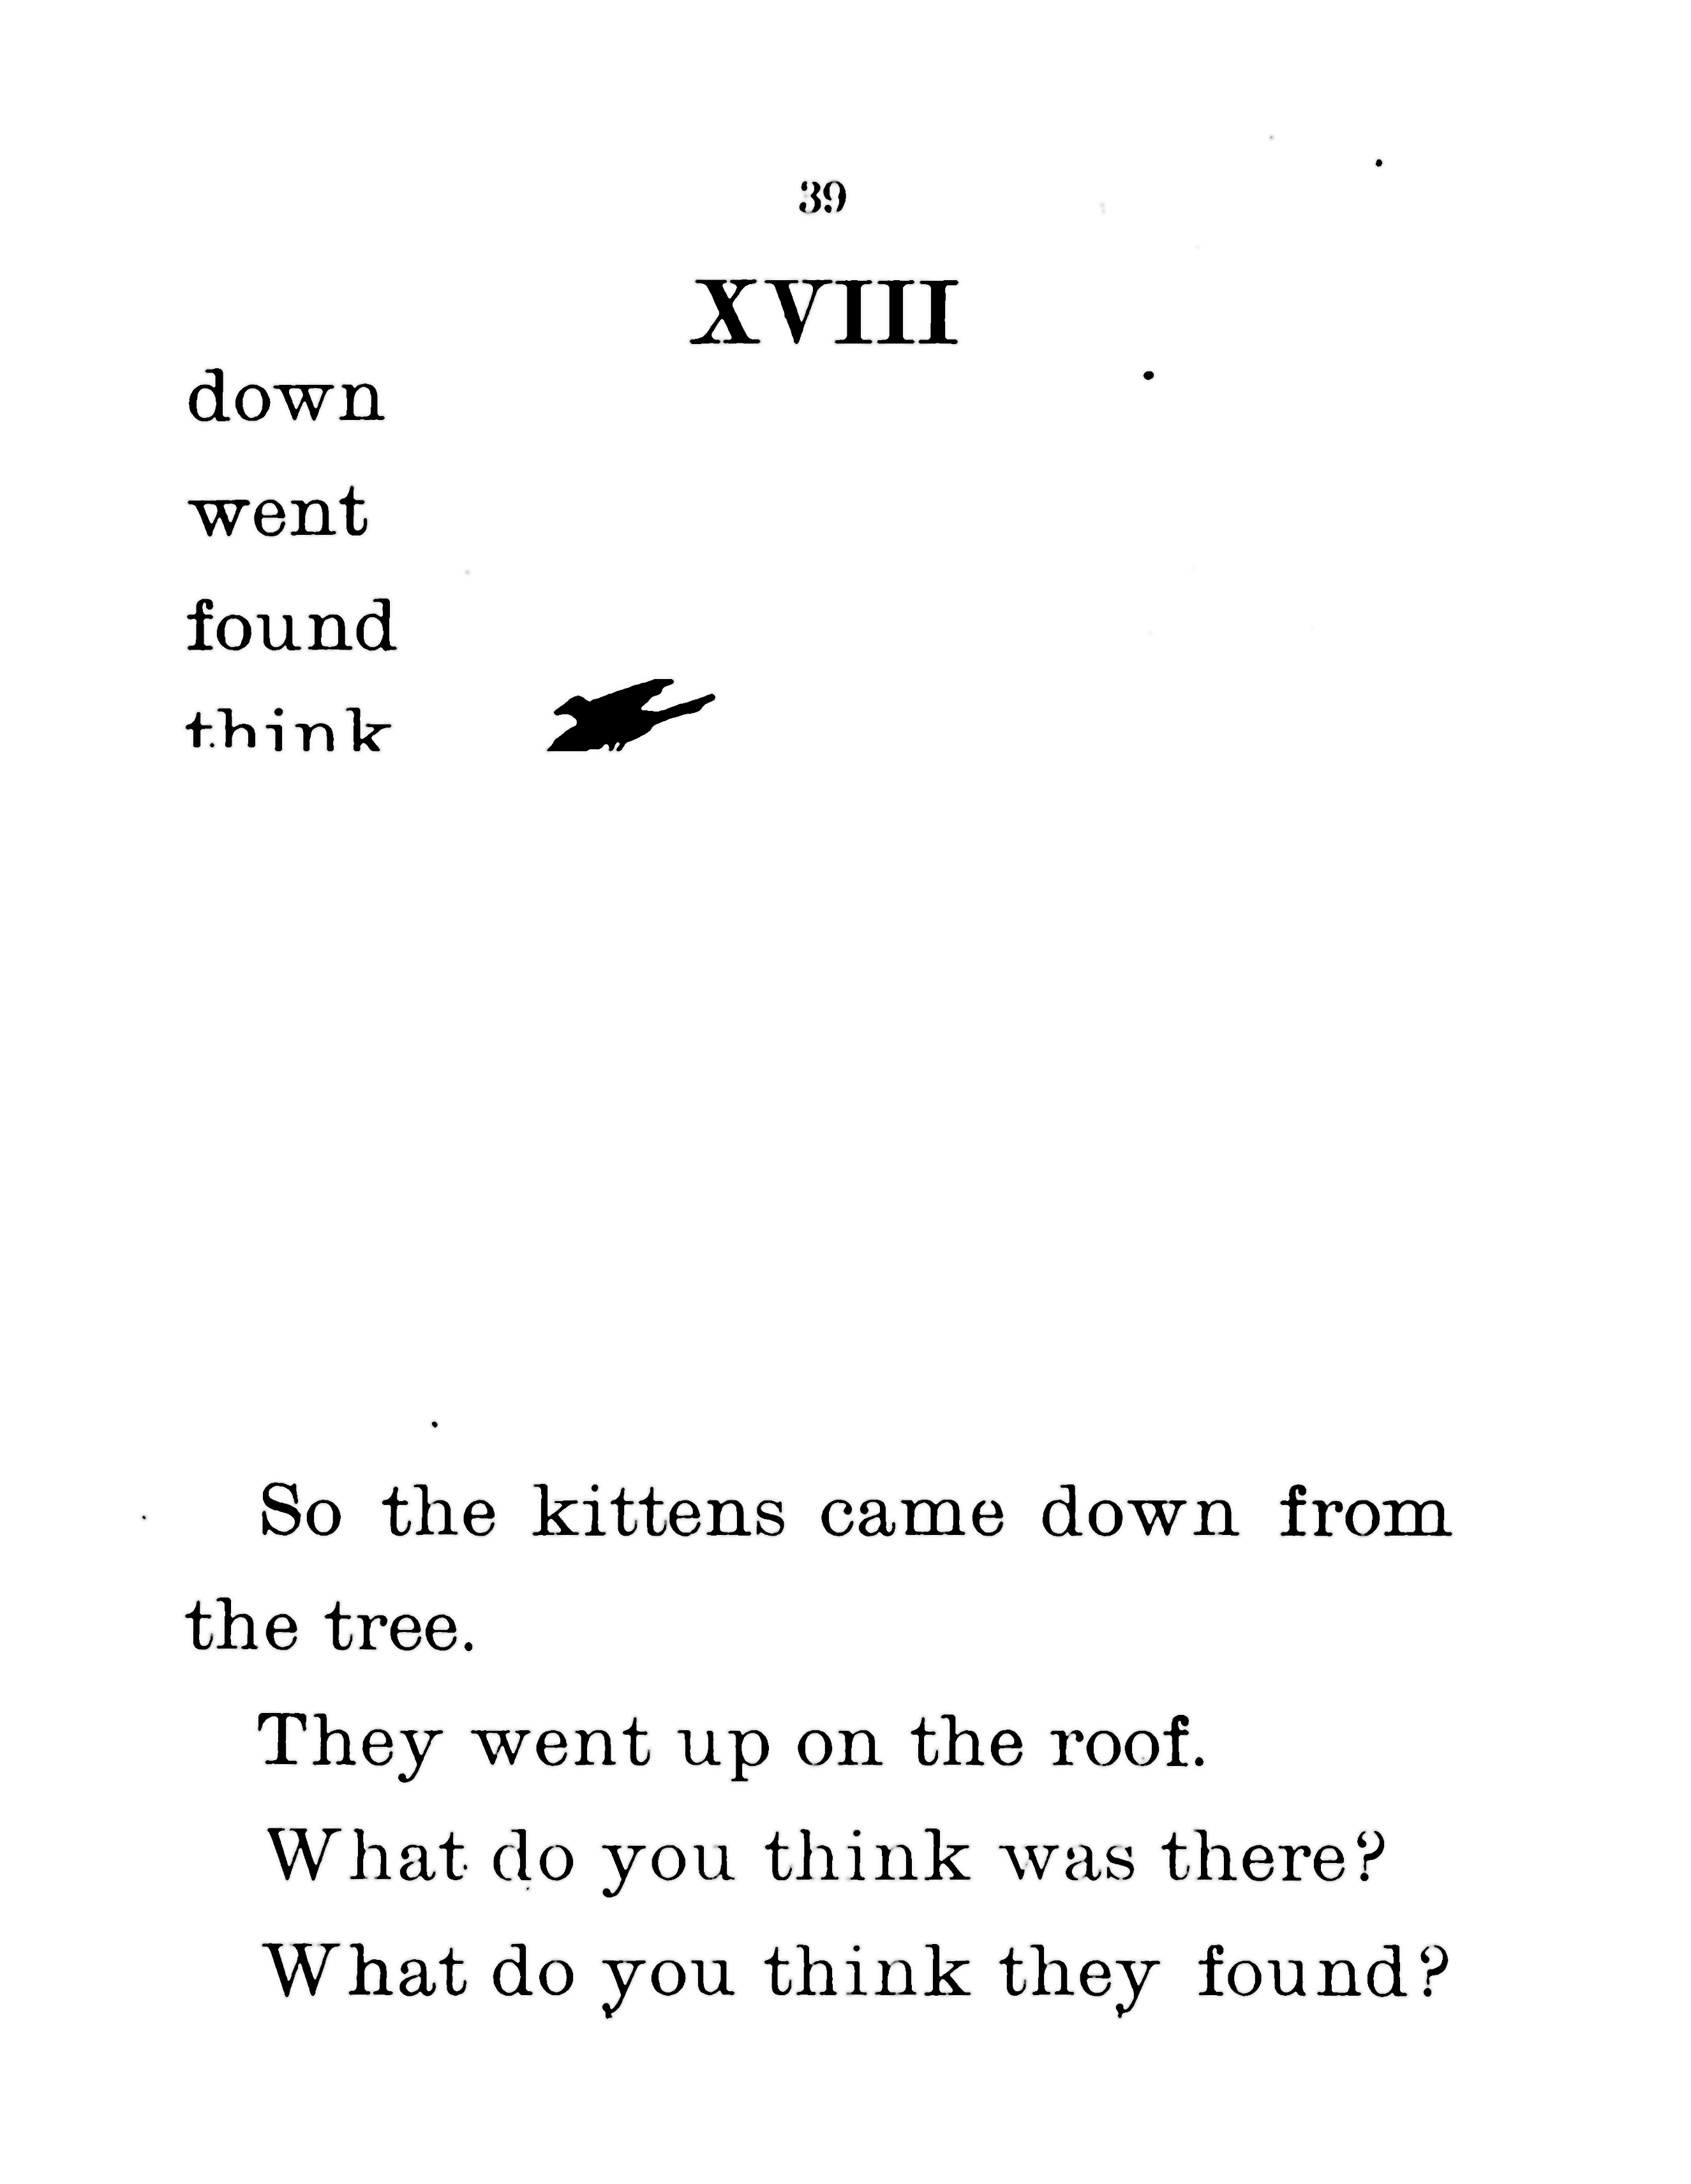 39
XVIII
down
went
found
think
So the kittens came down from
the tree.
They went up on the roof.
What do you think was there?
What do you think they found?